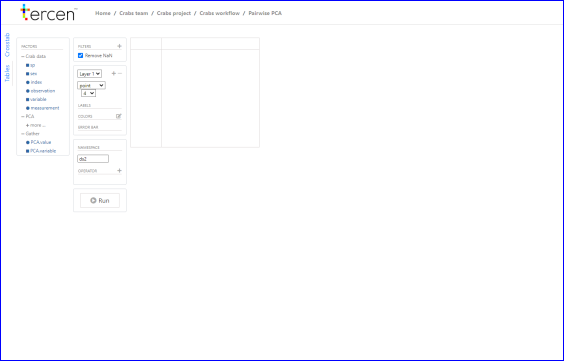 tercen
Home / Crabs team / Crabs project / Crabs workflow / Pairwise PCA
Crosstab
Tables
FACTORS
Crab data
sp
sex
index
observation
variable
measurement
PCA
+ more...
Gather
PCA.value
PCA.variable
FILTERS +
Remove NaN
Layer 1 + −
point
4
LABELS
COLORS
ERROR BAR
NAMESPACE
ds2
OPERATOR +
Run